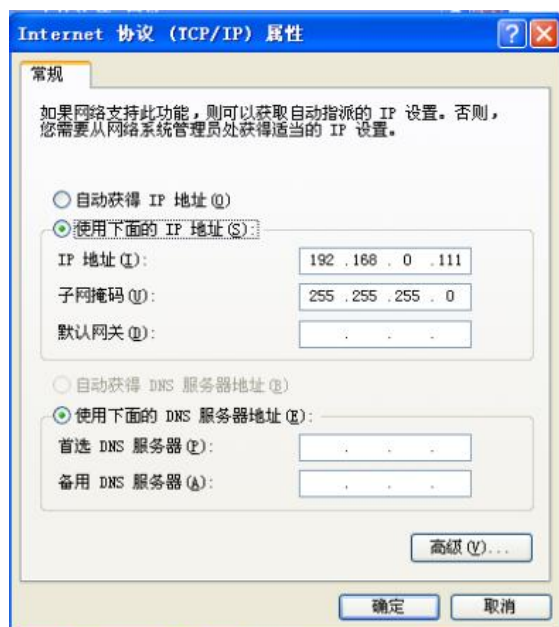 Internet 协议 (TCP/IP) 属性
常规
如果网络支持此功能，则可以获取自动指派的 IP 设置。否则，
您需要从网络系统管理员处获得适当的 IP 设置。
自动获得 IP 地址(O)
使用下面的 IP 地址(S):
IP 地址(I): 192 .168 . 0 .111
子网掩码(U): 255 .255 .255 . 0
默认网关(D): . . .
自动获得 DNS 服务器地址(B)
使用下面的 DNS 服务器地址(E):
首选 DNS 服务器(P): . . .
备用 DNS 服务器(A): . . .
高级(V)...
确定 取消